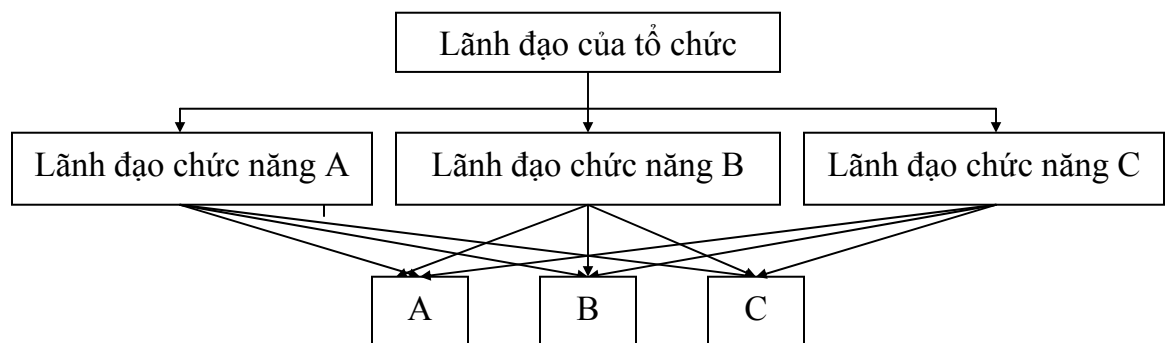 Lãnh đạo của tổ chức
Lãnh đạo chức năng A
Lãnh đạo chức năng B
Lãnh đạo chức năng C
A
B
C